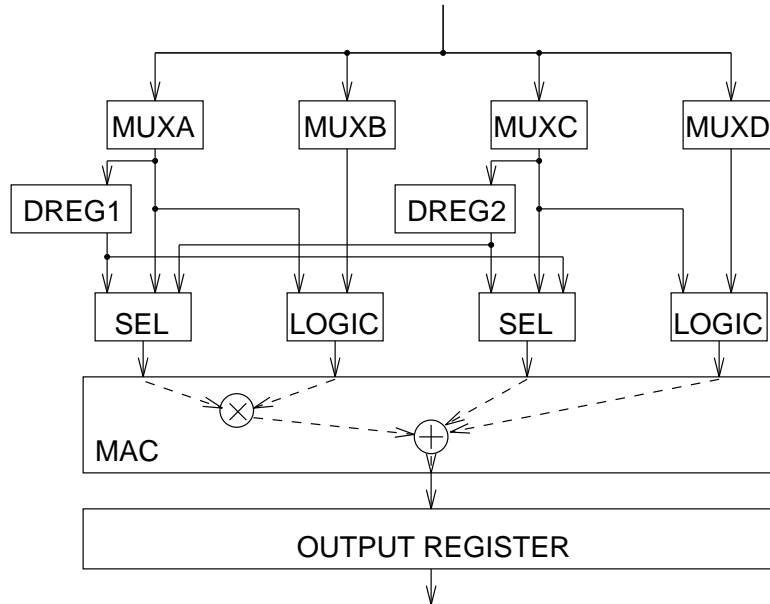 MUXA MUXB MUXC MUXD
DREG1 DREG2
SEL LOGIC SEL LOGIC
MAC
OUTPUT REGISTER